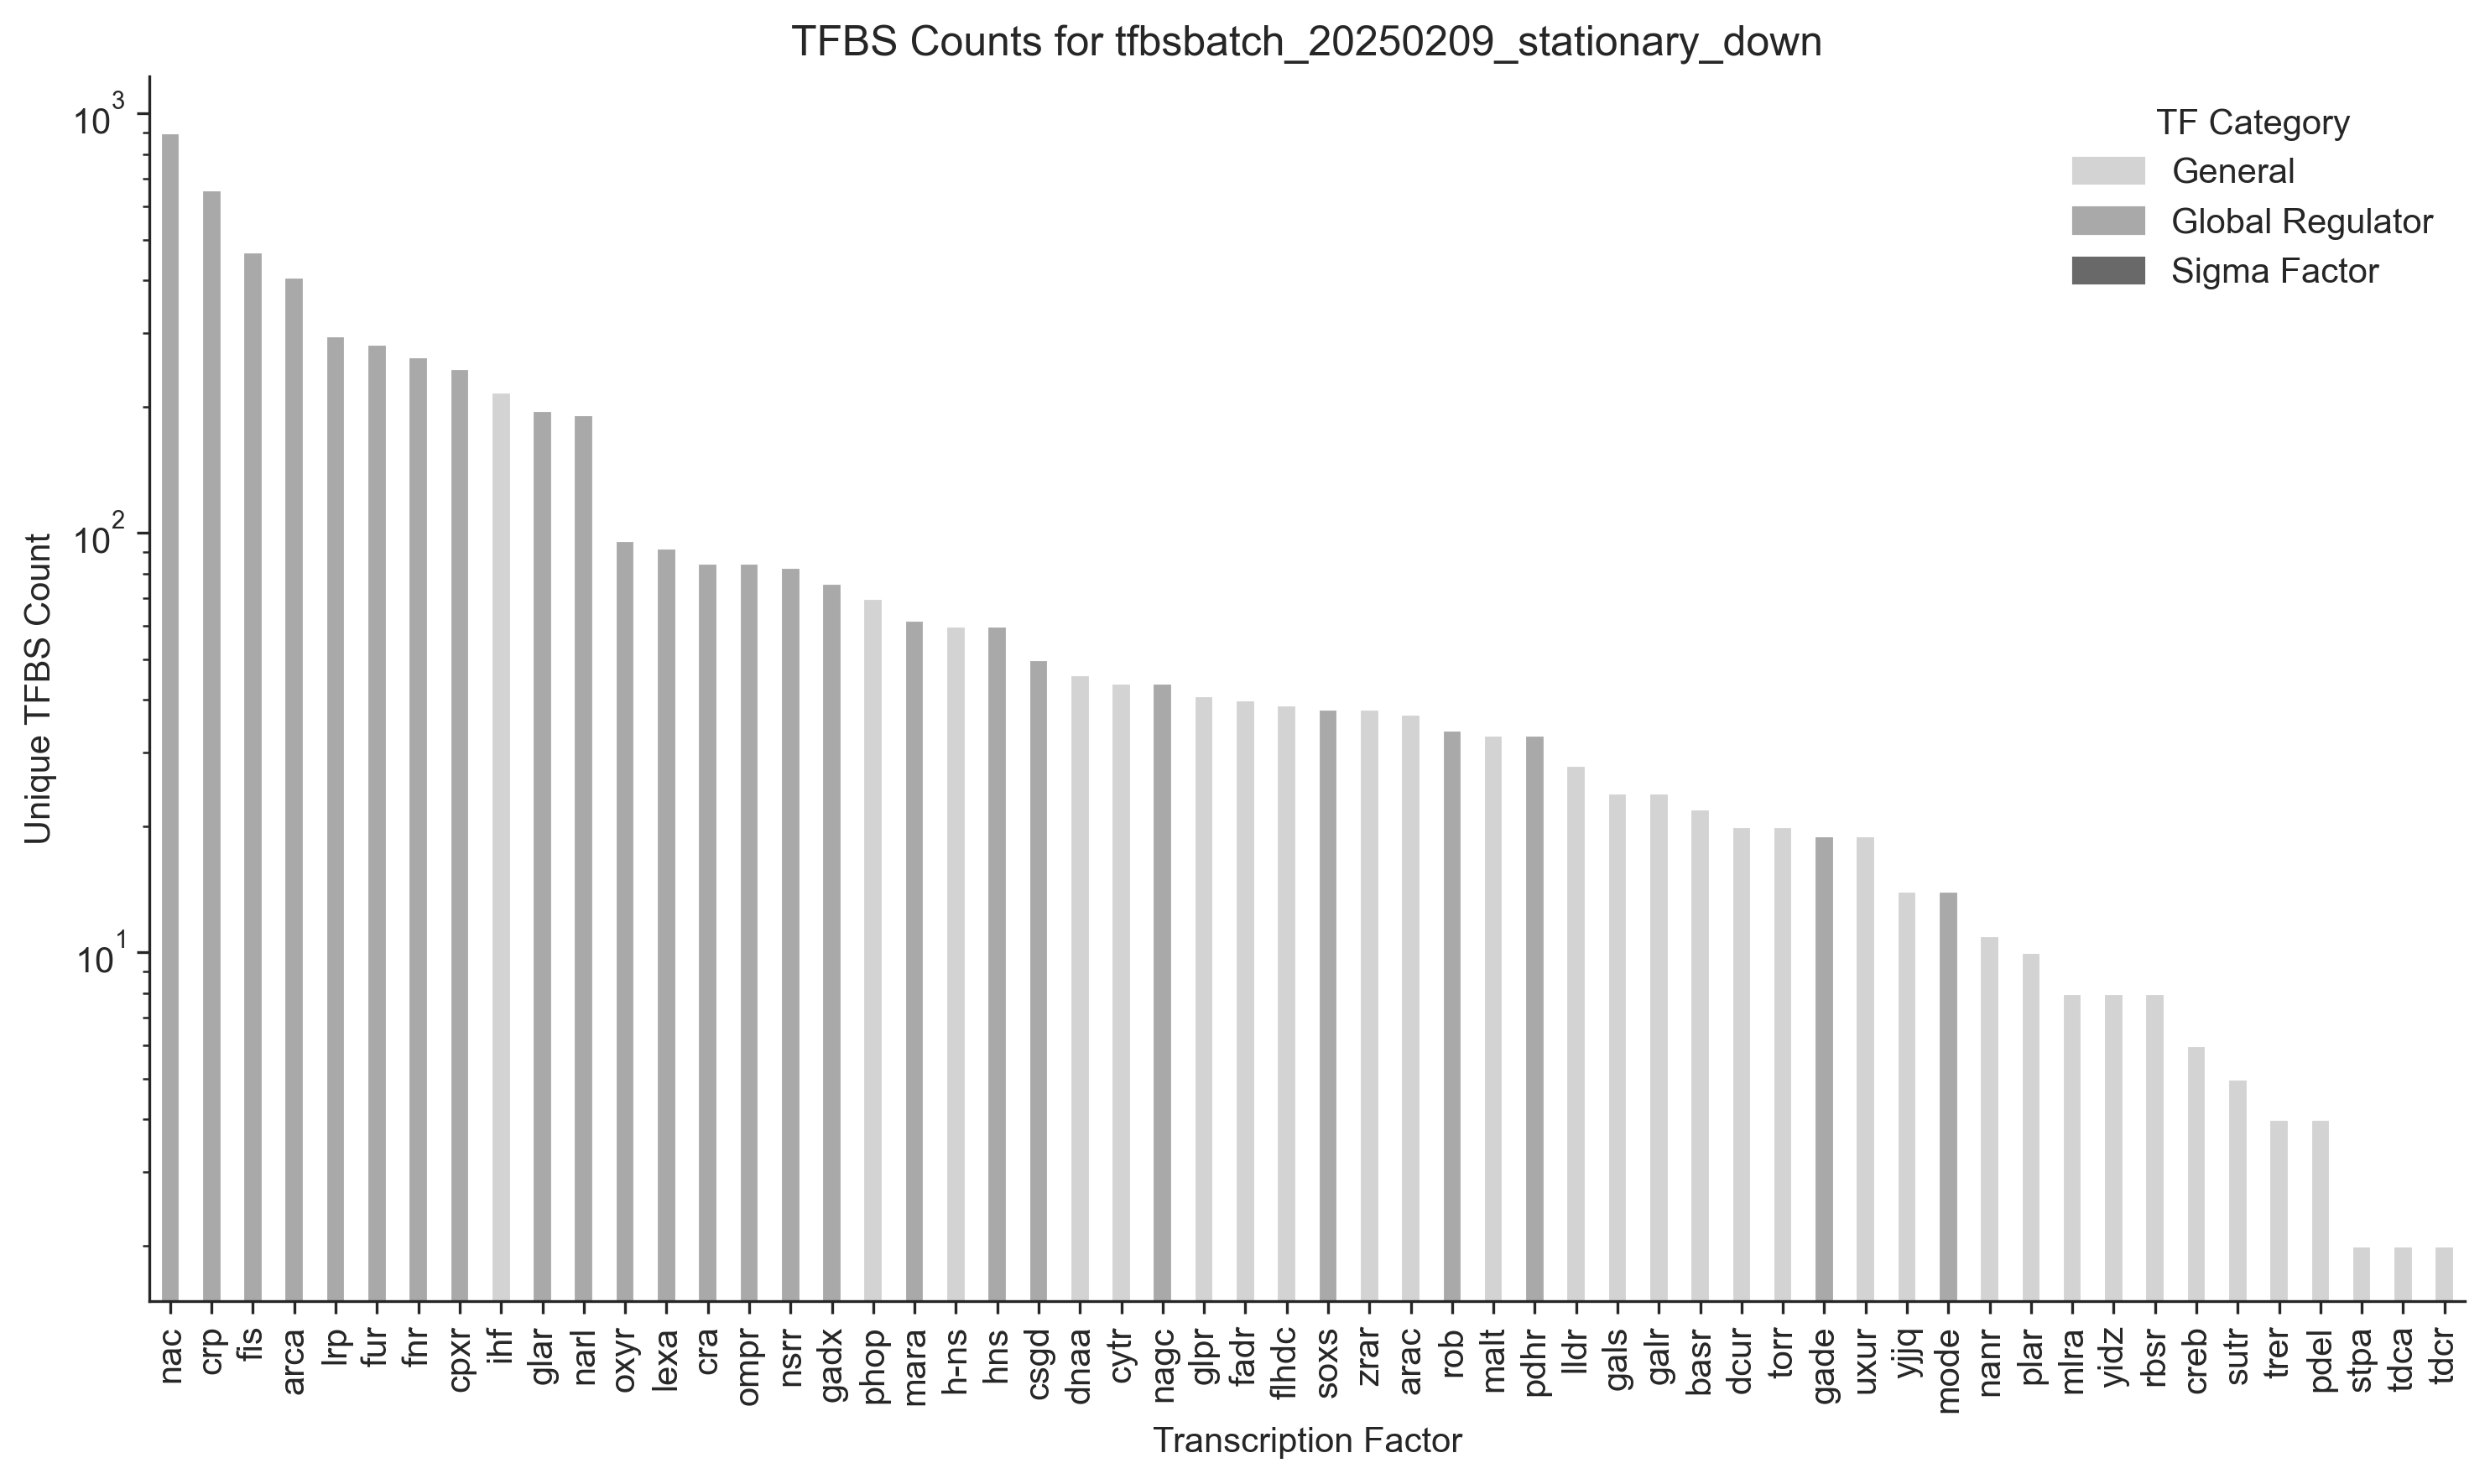 TFBS Counts for tfbsbatch_20250209_stationary_down
10^3
10^2
10^1
Unique TFBS Count
TF Category
General
Global Regulator
Sigma Factor
nac
crp
fis
arca
lrp
fur
fnr
cpxr
ihf
glar
narl
oxyr
lexa
cra
ompr
nsrr
gadx
phop
mara
h-ns
hns
csgd
dnaa
cytr
nagc
glpr
fadr
flhdc
soxs
zrar
arac
rob
malt
pdhr
lldr
gals
galr
basr
dcur
torr
gade
uxur
yjjq
mode
nanr
plar
mlra
yidz
rbsr
creb
sutr
trer
pdel
stpa
tdca
tdcr
Transcription Factor